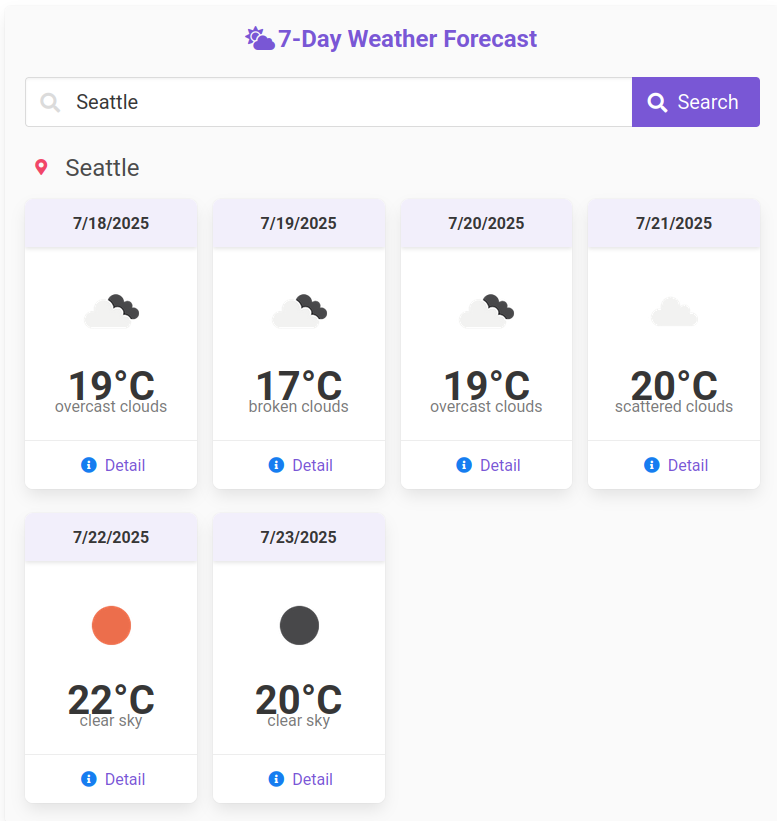 7-Day Weather Forecast
Seattle
Search
Seattle
7/18/2025
7/19/2025
7/20/2025
7/21/2025
19°C
17°C
19°C
20°C
overcast clouds
broken clouds
overcast clouds
scattered clouds
Detail
Detail
Detail
Detail
7/22/2025
7/23/2025
22°C
20°C
clear sky
clear sky
Detail
Detail